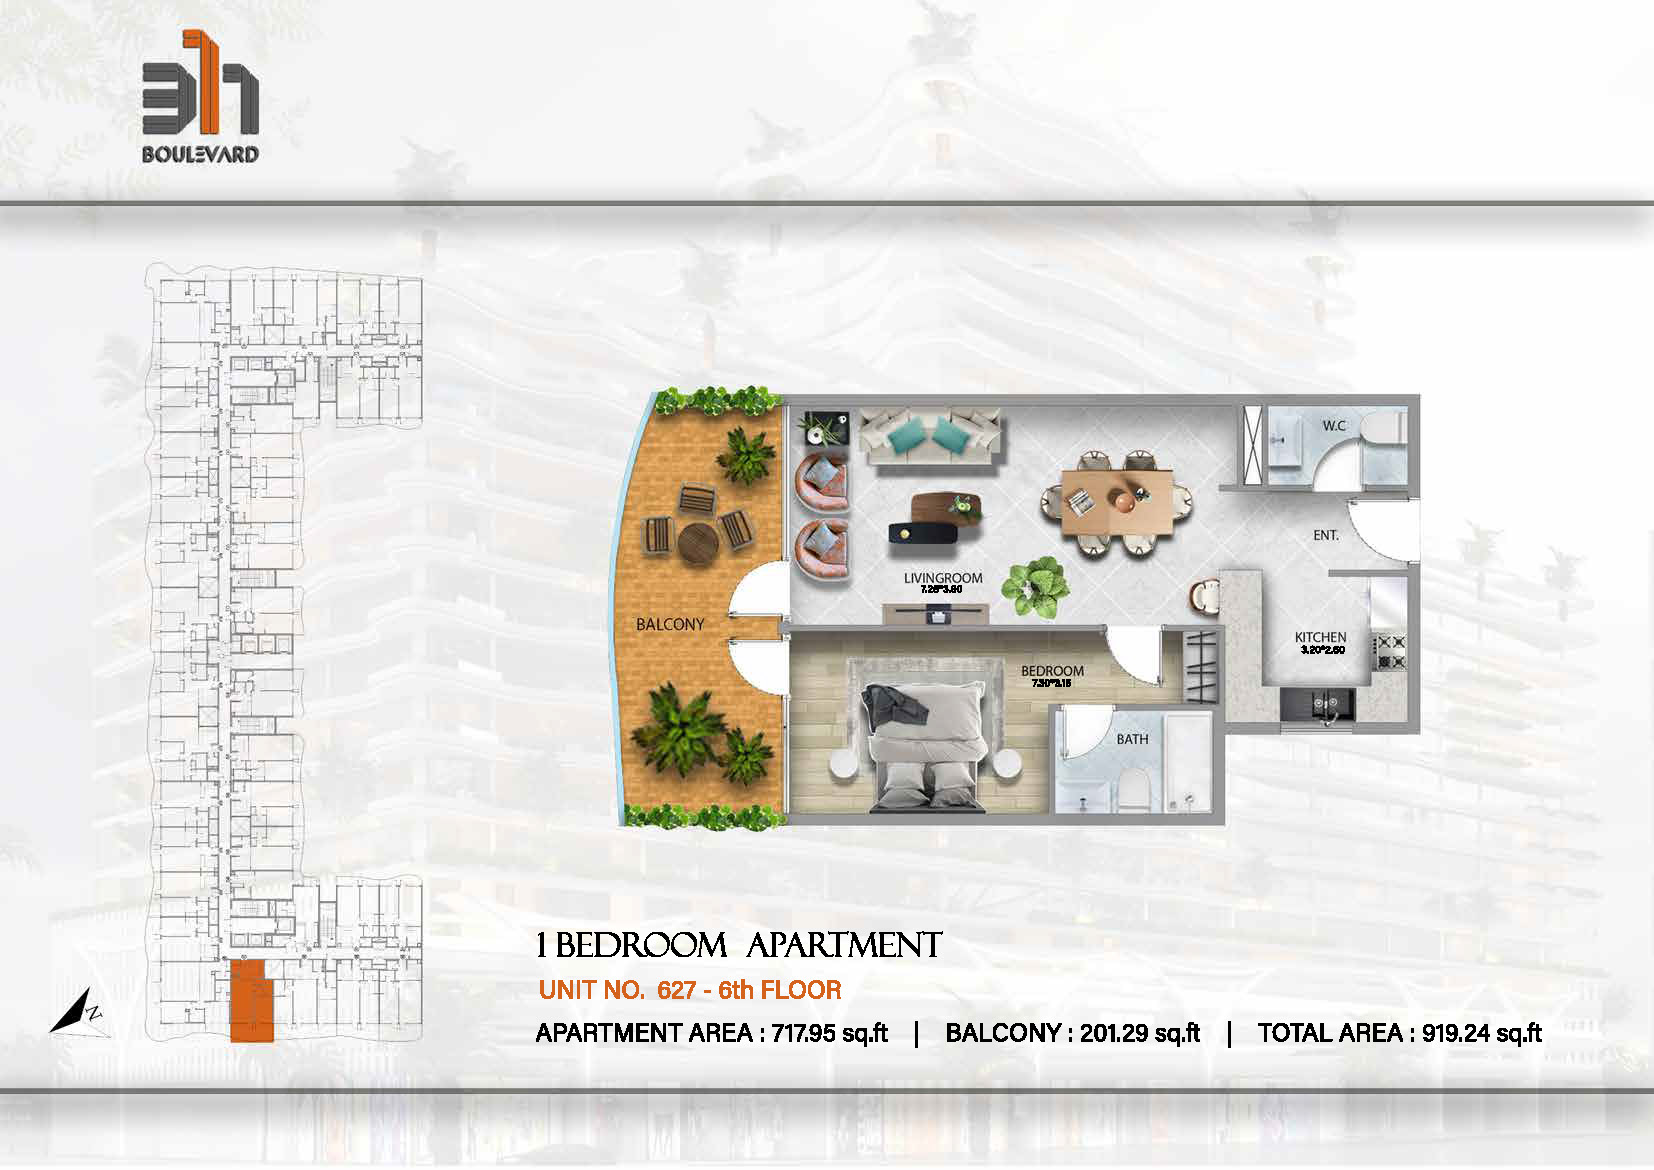 311
BOULEVARD
W.C
ENT.
LIVINGROOM
7.25*3.60
BALCONY
KITCHEN
3.20*2.60
BEDROOM
7.30*3.15
BATH
N
1 BEDROOM APARTMENT
UNIT NO. 627 - 6th FLOOR
APARTMENT AREA : 717.95 sq.ft | BALCONY : 201.29 sq.ft | TOTAL AREA : 919.24 sq.ft